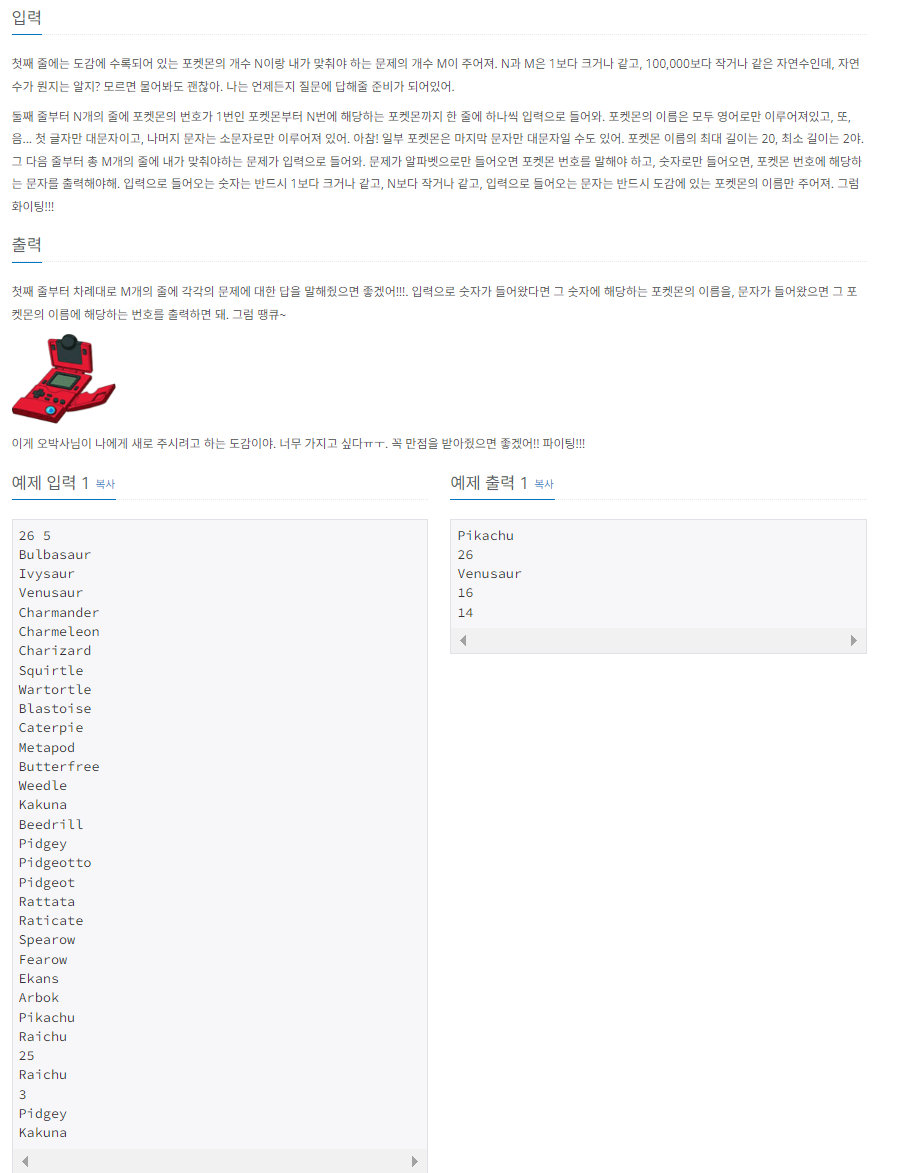 입력
첫째 줄에는 도감에 수록되어 있는 포켓몬의 개수 N이랑 내가 맞춰야 하는 문제의 개수 M이 주어져. N과 M은 1보다 크거나 같고, 100,000보다 작거나 같은 자연수인데, 자연
수가 뭔지는 알지? 모르면 물어봐도 괜찮아. 나는 언제든지 질문에 답해줄 준비가 되어있어.
둘째 줄부터 N개의 줄에 포켓몬의 번호가 1번인 포켓몬부터 N번에 해당하는 포켓몬까지 한 줄에 하나씩 입력으로 들어와. 포켓몬의 이름은 모두 영어로만 이루어져있고, 또,
음... 첫 글자만 대문자이고, 나머지 문자는 소문자로만 이루어져 있어. 아참! 일부 포켓몬은 마지막 문자만 대문자일 수도 있어. 포켓몬 이름의 최대 길이는 20, 최소 길이는 2야.
그 다음 줄부터 총 M개의 줄에 내가 맞춰야하는 문제가 입력으로 들어와. 문제가 알파벳으로만 들어오면 포켓몬 번호를 말해야 하고, 숫자로만 들어오면, 포켓몬 번호에 해당하
는 문자를 출력해야해. 입력으로 들어오는 숫자는 반드시 1보다 크거나 같고, N보다 작거나 같고, 입력으로 들어오는 문자는 반드시 도감에 있는 포켓몬의 이름만 주어져. 그럼
화이팅!!!
출력
첫째 줄부터 차례대로 M개의 줄에 각각의 문제에 대한 답을 말해줬으면 좋겠어!!!. 입력으로 숫자가 들어왔다면 그 숫자에 해당하는 포켓몬의 이름을, 문자가 들어왔으면 그 포
켓몬의 이름에 해당하는 번호를 출력하면 돼. 그럼 땡큐~
이게 오박사님이 나에게 새로 주시려고 하는 도감이야. 너무 가지고 싶다ㅠㅜ. 꼭 만점을 받아줬으면 좋겠어!! 파이팅!!!
예제 입력 1 복사
26 5
Bulbasaur
Ivysaur
Venusaur
Charmander
Charmeleon
Charizard
Squirtle
Wartortle
Blastoise
Caterpie
Metapod
Butterfree
Weedle
Kakuna
Beedrill
Pidgey
Pidgeotto
Pidgeot
Rattata
Raticate
Spearow
Fearow
Ekans
Arbok
Pikachu
Raichu
25
Raichu
3
Pidgey
Kakuna
예제 출력 1 복사
Pikachu
26
Venusaur
16
14